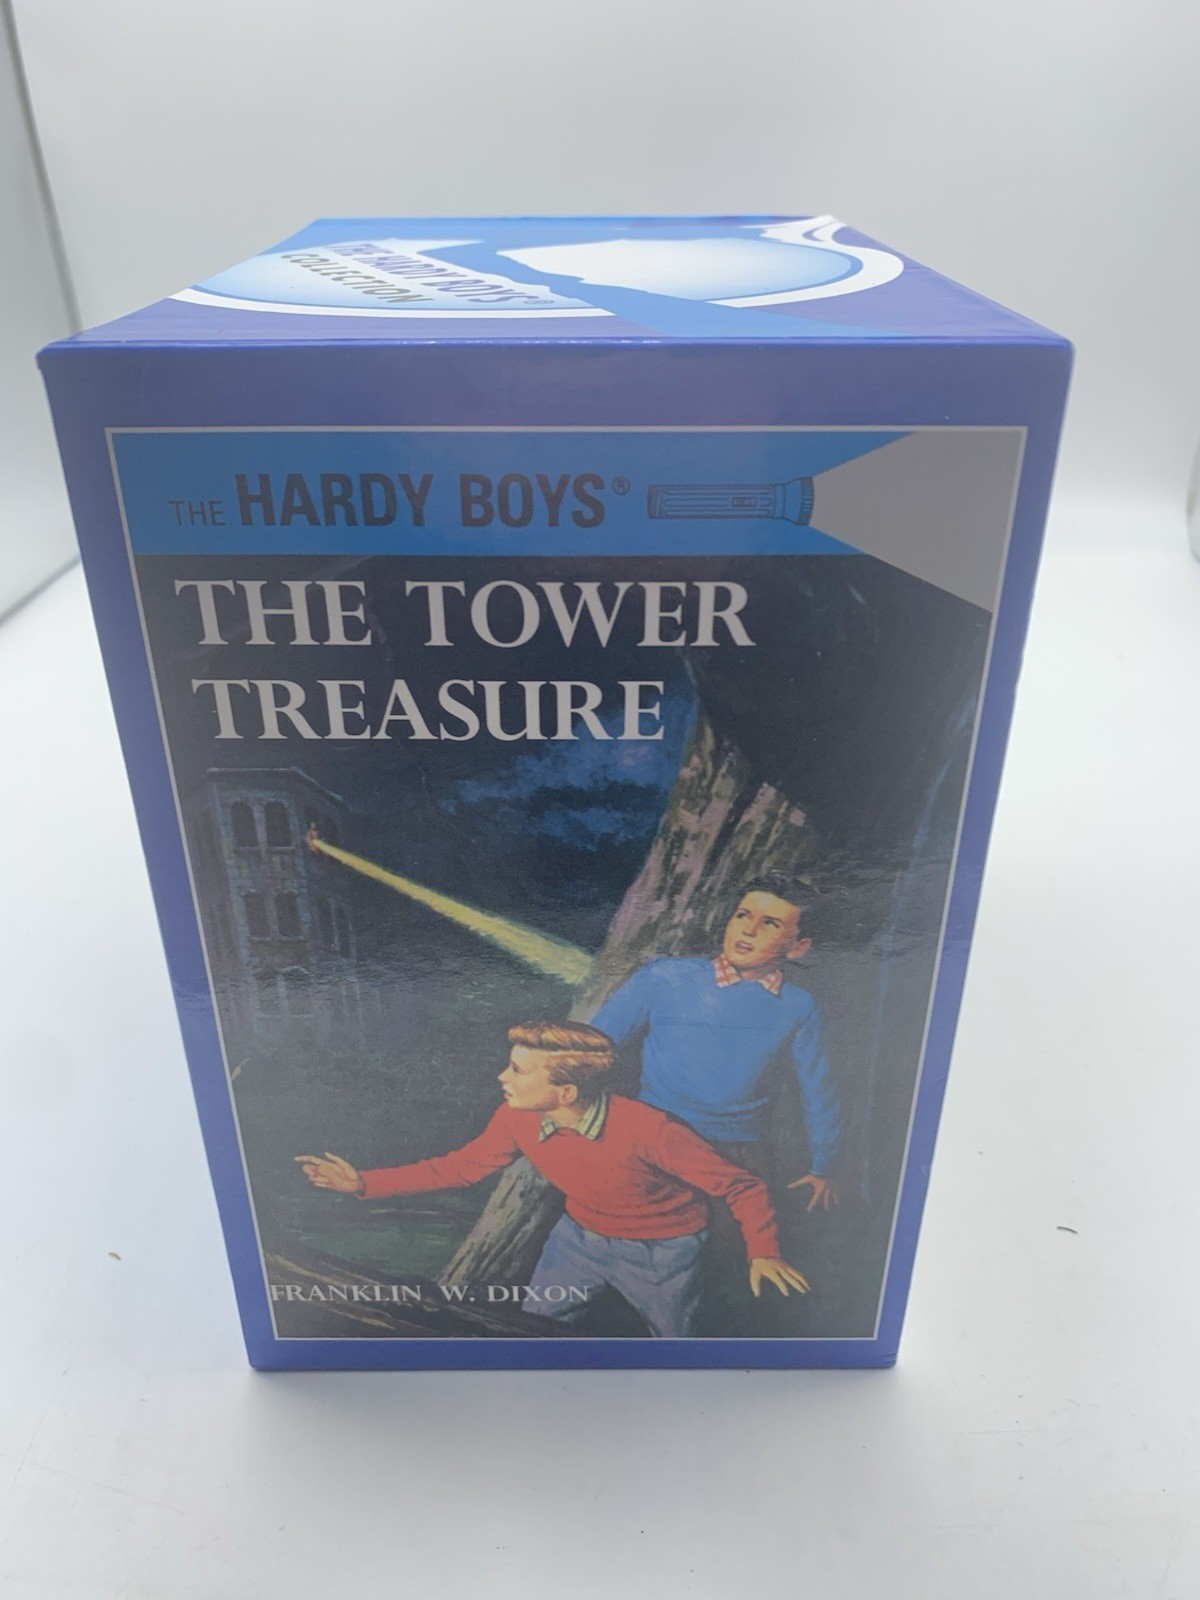 THE HARDY BOYS®
COLLECTION
THE HARDY BOYS®
THE TOWER
TREASURE
FRANKLIN W. DIXON